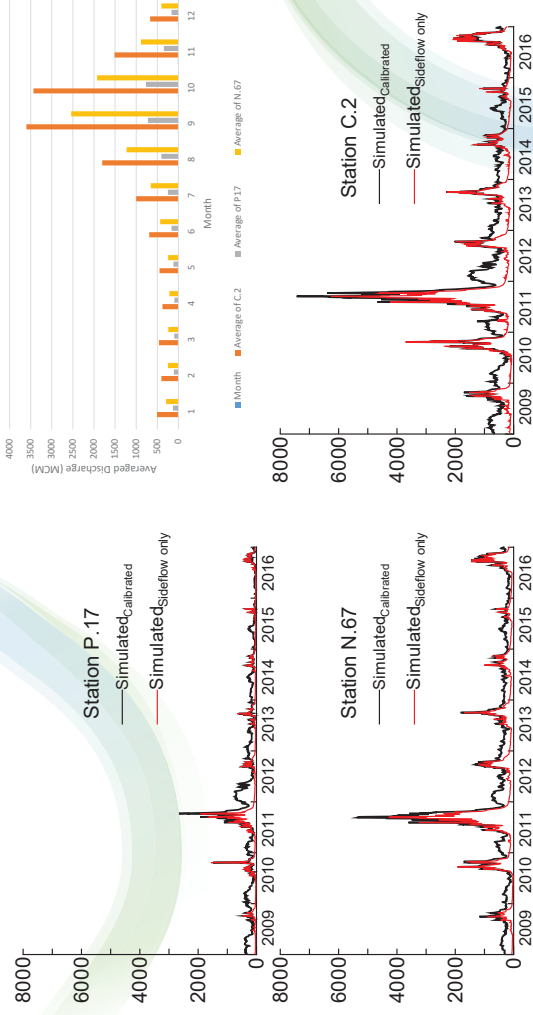 Station P.17
Simulated Calibrated
Simulated Sideflow only
8000
6000
4000
2000
0
2009 2010 2011 2012 2013 2014 2015 2016
Averaged Discharge (MCM)
4000
3500
3000
2500
2000
1500
1000
500
0
1 2 3 4 5 6 7 8 9 10 11 12
Month
Month Average of C.2 Average of P.17 Average of N.67
Station N.67
Simulated Calibrated
Simulated Sideflow only
8000
6000
4000
2000
0
2009 2010 2011 2012 2013 2014 2015 2016
Station C.2
Simulated Calibrated
Simulated Sideflow only
8000
6000
4000
2000
0
2009 2010 2011 2012 2013 2014 2015 2016